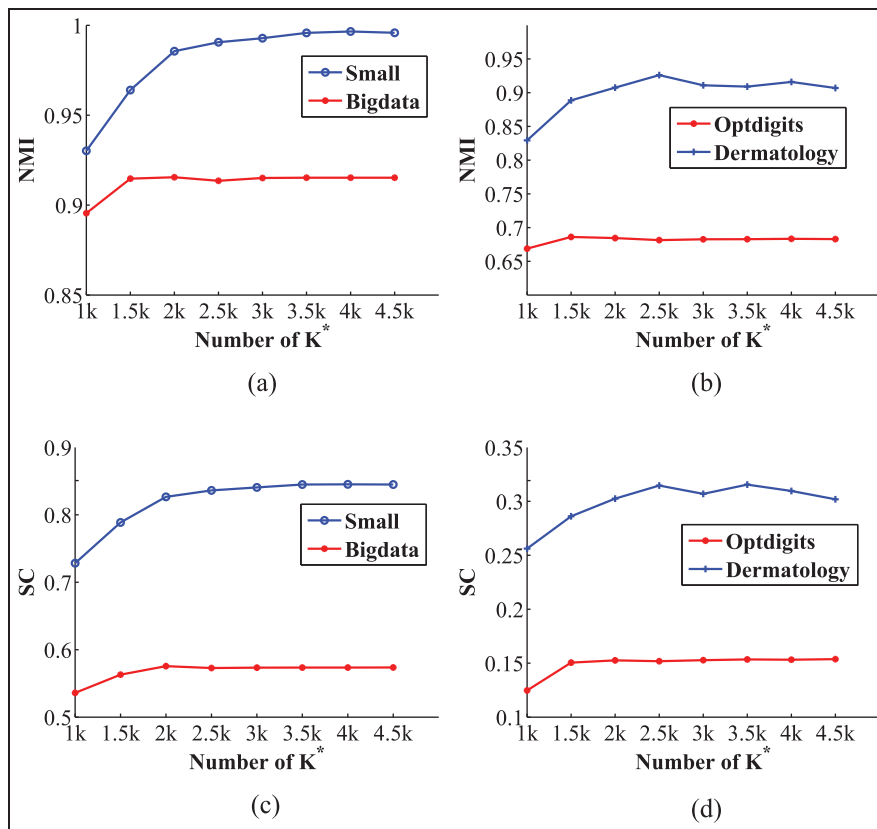 1
0.95
0.9
0.85
NMI
Small
Bigdata
1k 1.5k 2k 2.5k 3k 3.5k 4k 4.5k
Number of K*
(a)
0.95
0.9
0.85
0.8
0.7
0.65
NMI
Optdigits
Dermatology
1k 1.5k 2k 2.5k 3k 3.5k 4k 4.5k
Number of K*
(b)
0.9
0.8
0.7
0.6
0.5
SC
Small
Bigdata
1k 1.5k 2k 2.5k 3k 3.5k 4k 4.5k
Number of K*
(c)
0.35
0.3
0.25
0.2
0.15
0.1
SC
Optdigits
Dermatology
1k 1.5k 2k 2.5k 3k 3.5k 4k 4.5k
Number of K*
(d)